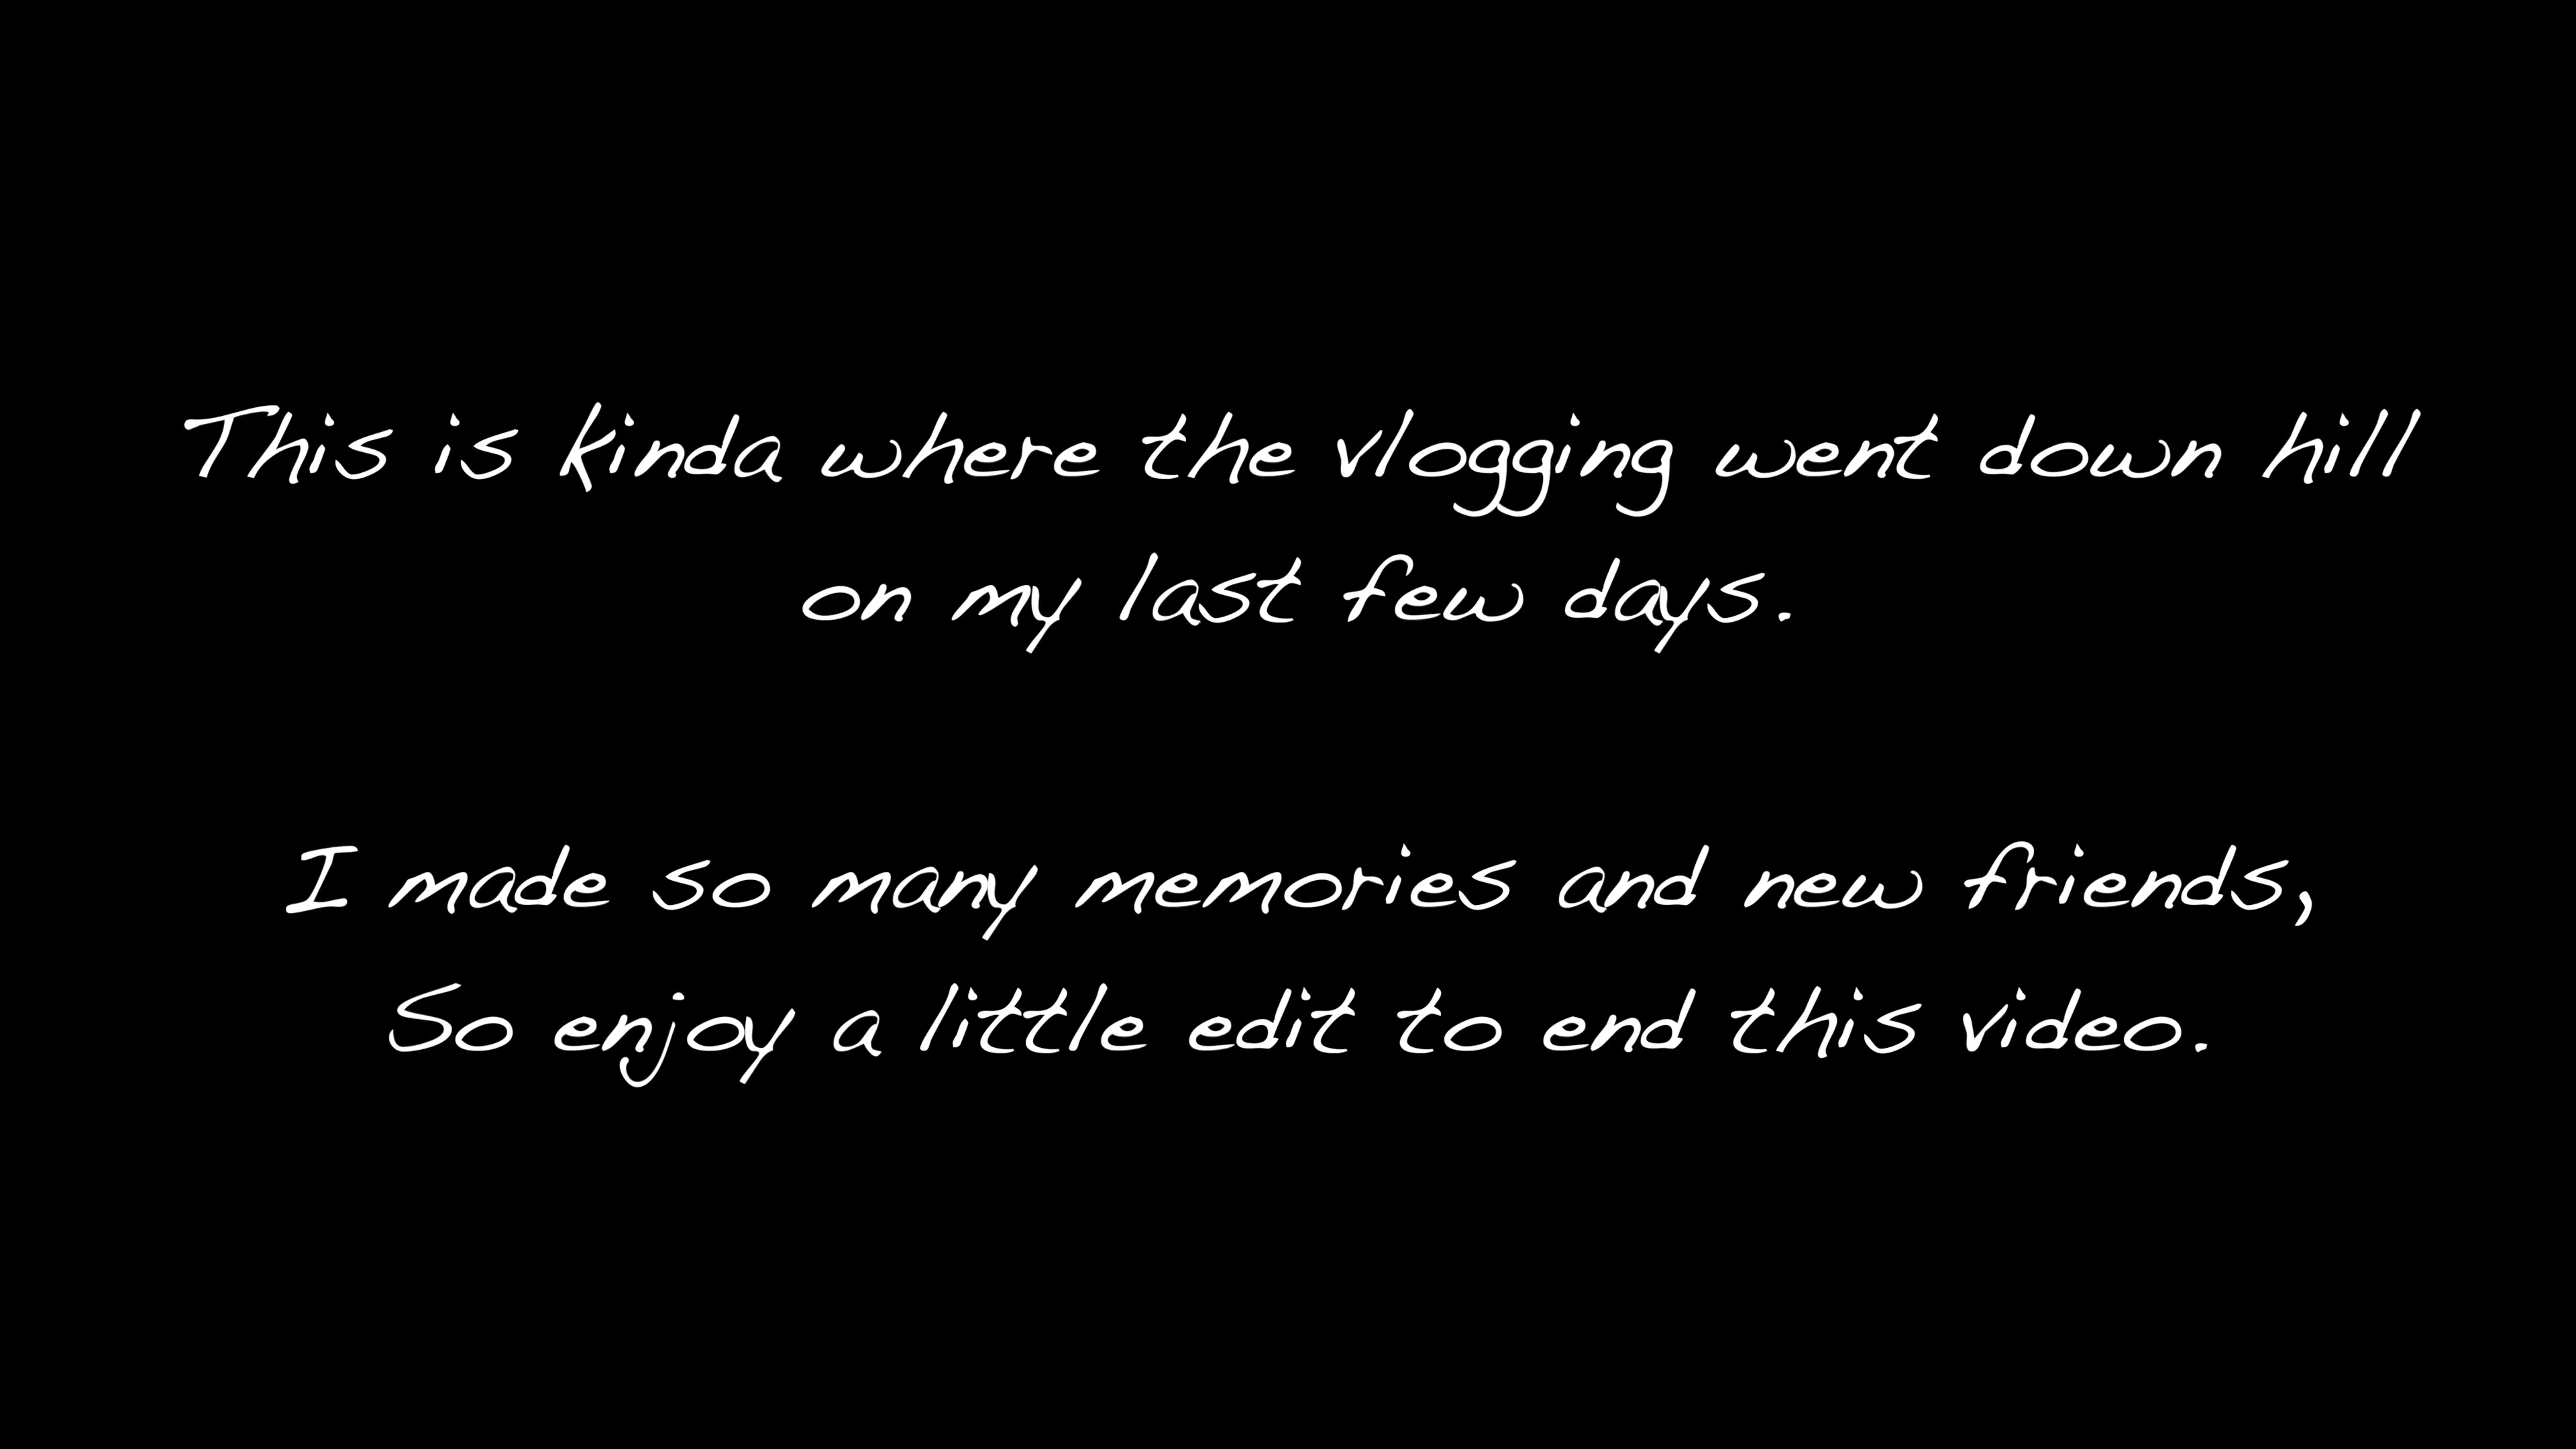 This is kinda where the vlogging went down hill
on my last few days.
I made so many memories and new friends,
So enjoy a little edit to end this video.